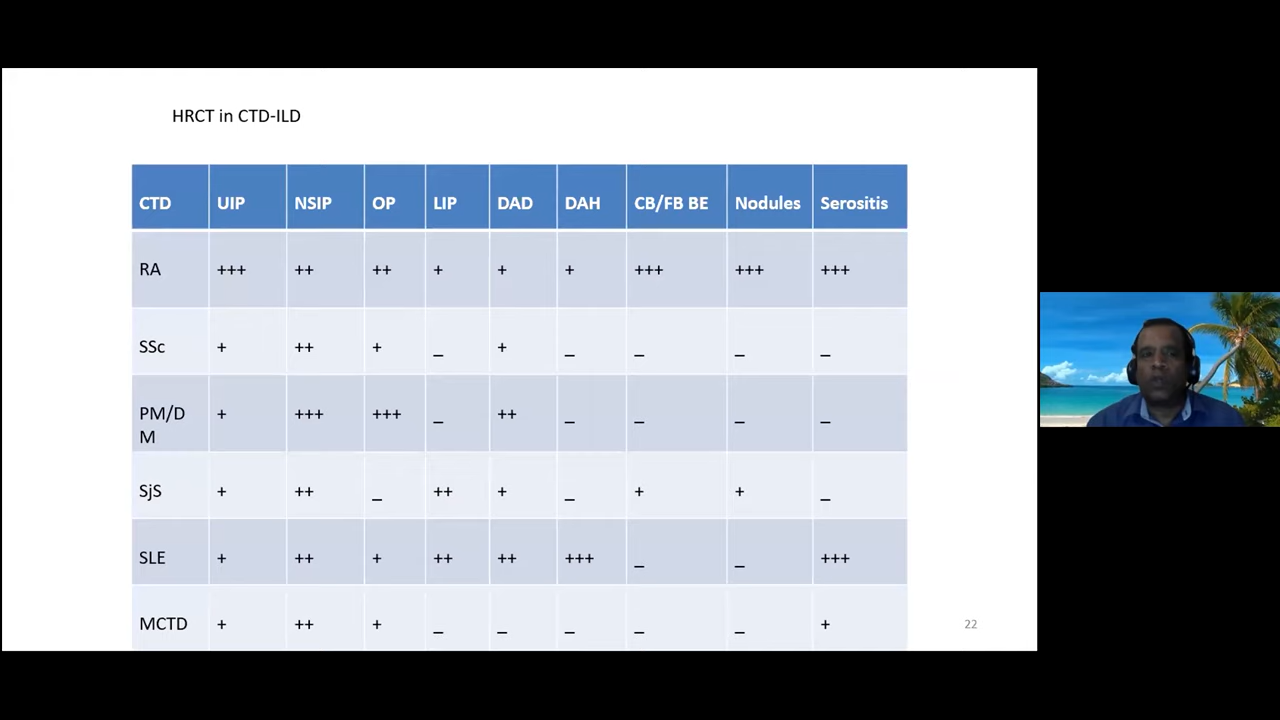 HRCT in CTD-ILD
CTD UIP NSIP OP LIP DAD DAH CB/FB BE Nodules Serositis
RA +++ ++ ++ + + + +++ +++ +++
SSc + ++ + _ + _ _ _ _
PM/D
M + +++ +++ _ ++ _ _ _ _
SjS + ++ _ ++ + _ + + _
SLE + ++ + ++ ++ +++ _ _ +++
MCTD + ++ + _ _ _ _ _ +
22